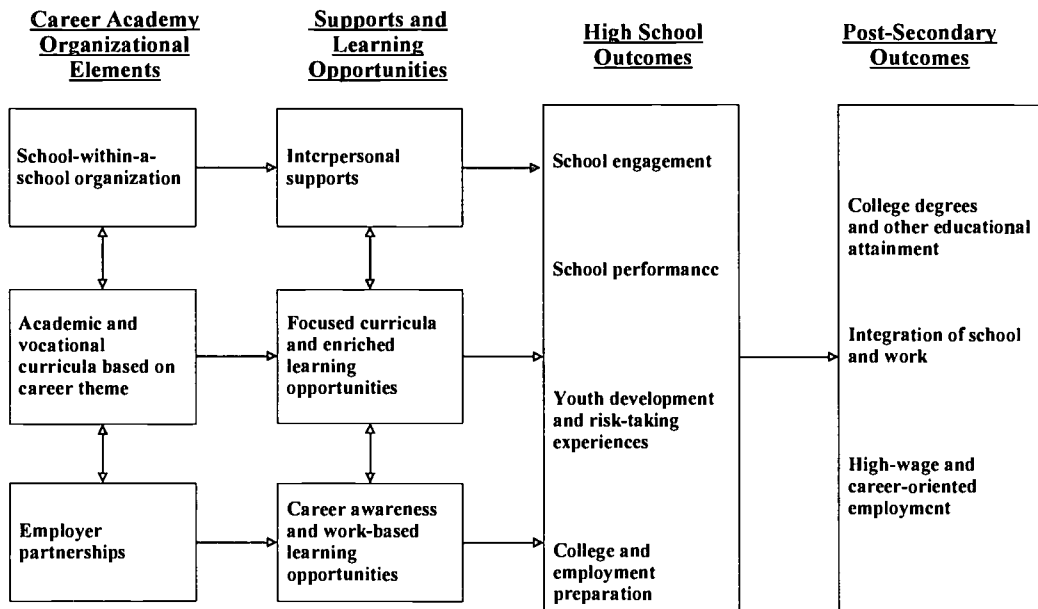 Career Academy
Organizational
Elements
Supports and
Learning
Opportunities
High School
Outcomes
Post-Secondary
Outcomes
School-within-a-
school organization
Interpersonal
supports
School engagement
School performance
Youth development
and risk-taking
experiences
College and
employment
preparation
College degrees
and other educational
attainment
Integration of school
and work
High-wage and
career-oriented
employment
Academic and
vocational
curricula based on
career theme
Focused curricula
and enriched
learning
opportunities
Employer
partnerships
Career awareness
and work-based
learning
opportunities